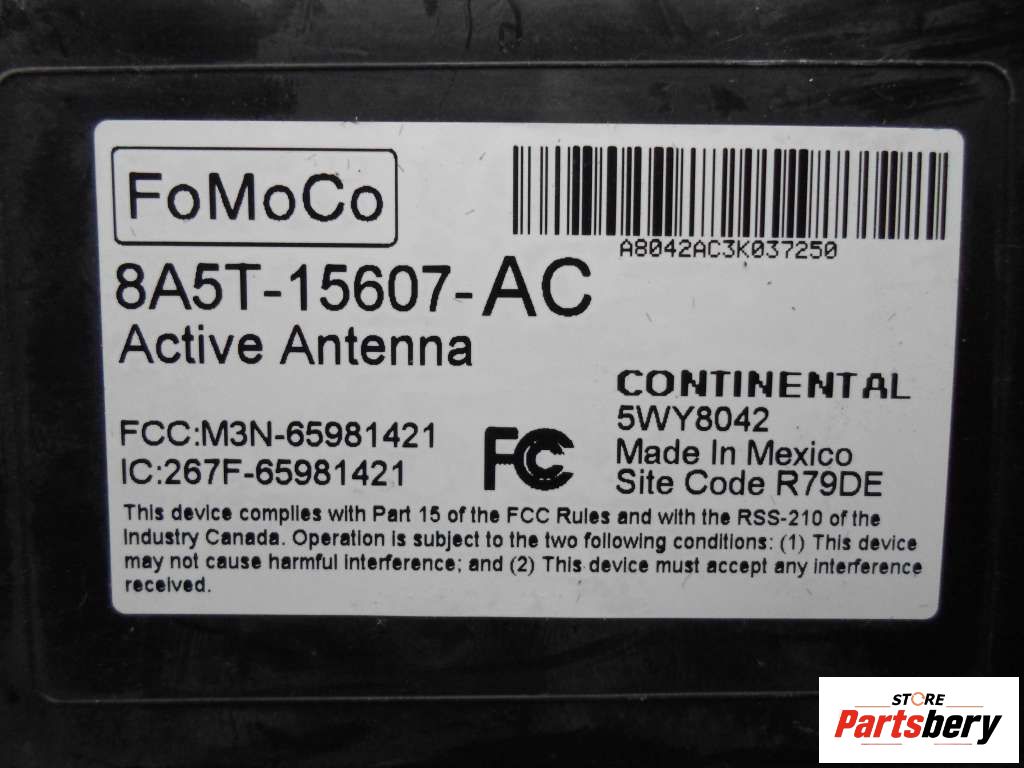 FoMoCo
A8042AC3K037250
8A5T-15607-AC
Active Antenna
CONTINENTAL
5WY8042
Made In Mexico
Site Code R79DE
FCC:M3N-65981421
IC:267F-65981421
FC
This device complies with Part 15 of the FCC Rules and with the RSS-210 of the
Industry Canada. Operation is subject to the two following conditions: (1) This device
may not cause harmful interference; and (2) This device must accept any interference
received.
STORE
Partsbery